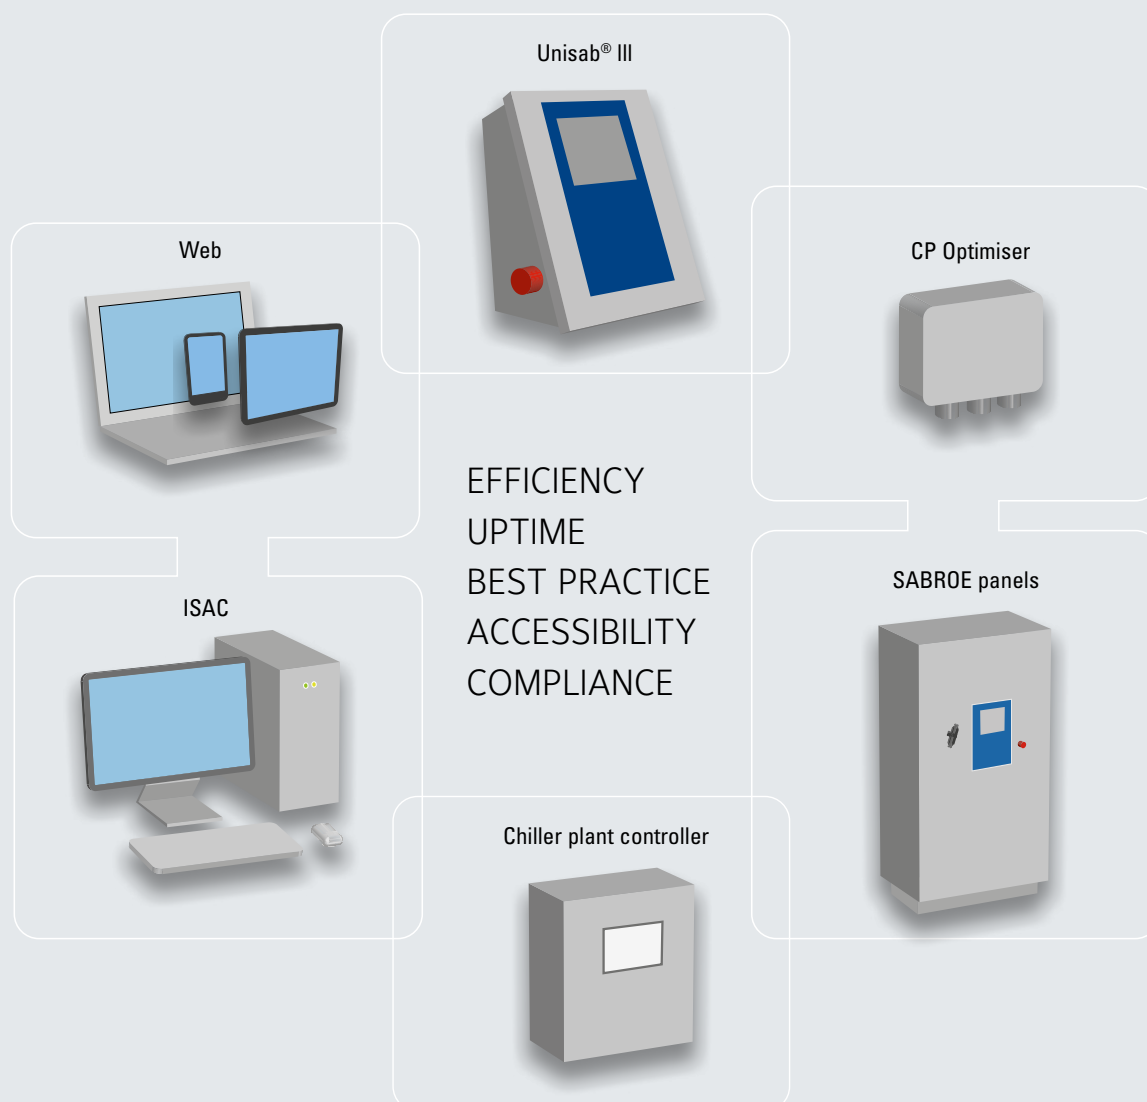 Unisab® III
Web
CP Optimiser
EFFICIENCY
UPTIME
BEST PRACTICE
ACCESSIBILITY
COMPLIANCE
SABROE panels
ISAC
Chiller plant controller